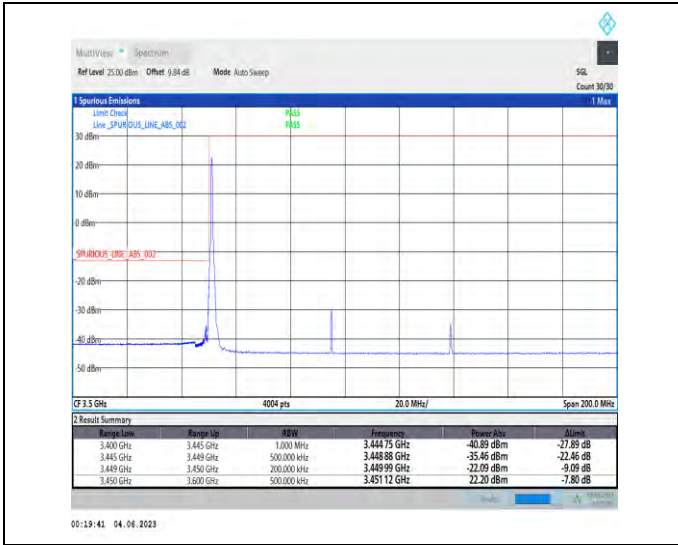 MultiView Spectrum
Ref Level 25.00 dBm Offset 9.84 dB Mode Auto Sweep SGL
Count 30/30
1 Spurious Emissions 1 Max
Limit Check PASS
Line _SPURIOUS_LINE_ABS_002 PASS
30 dBm
20 dBm
10 dBm
0 dBm
_SPURIOUS_LINE_ABS_002
-20 dBm
-30 dBm
-40 dBm
-50 dBm
CF 3.5 GHz 4004 pts 20.0 MHz/ Span 200.0 MHz
2 Result Summary
Range Low Range Up RBW Frequency Power Abs ΔLimit
3.400 GHz 3.445 GHz 1.000 MHz 3.444 75 GHz -40.89 dBm -27.89 dB
3.445 GHz 3.449 GHz 500.000 kHz 3.448 88 GHz -35.46 dBm -22.46 dB
3.449 GHz 3.450 GHz 200.000 kHz 3.449 99 GHz -22.09 dBm -9.09 dB
3.450 GHz 3.600 GHz 500.000 kHz 3.451 12 GHz 22.20 dBm -7.80 dB
00:19:41 04.06.2023